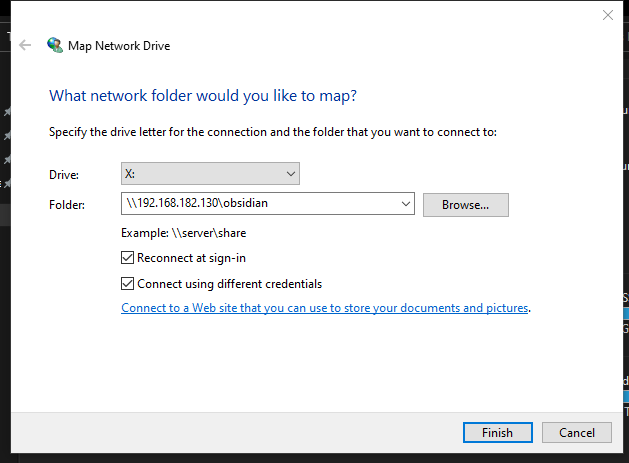 Map Network Drive
What network folder would you like to map?
Specify the drive letter for the connection and the folder that you want to connect to:
Drive: X:
Folder: \\192.168.182.130\obsidian Browse...
Example: \\server\share
Reconnect at sign-in
Connect using different credentials
Connect to a Web site that you can use to store your documents and pictures.
Finish Cancel